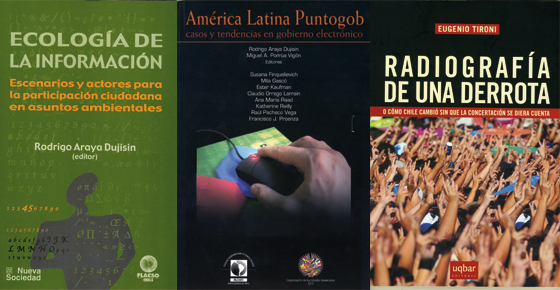 ECOLOGÍA DE
LA INFORMACIÓN
Escenarios y actores para
la participación ciudadana
en asuntos ambientales
Rodrigo Araya Dujisin
(editor)
Nueva
Sociedad
FLACSO
CHILE
América Latina Puntogob
casos y tendencias en gobierno electrónico
Rodrigo Araya Dujisin
Miguel A. Porrúa Vigón
Editores
Susana Finquelievich
Mila Gascó
Ester Kaufman
Claudio Orrego Larraín
Ana María Raad
Katherine Reilly
Raúl Pacheco Vega
Francisco J. Proenza
EUGENIO TIRONI
RADIOGRAFÍA
DE UNA DERROTA
O CÓMO CHILE CAMBIÓ SIN QUE LA CONCERTACIÓN SE DIERA CUENTA
uqbar
editores